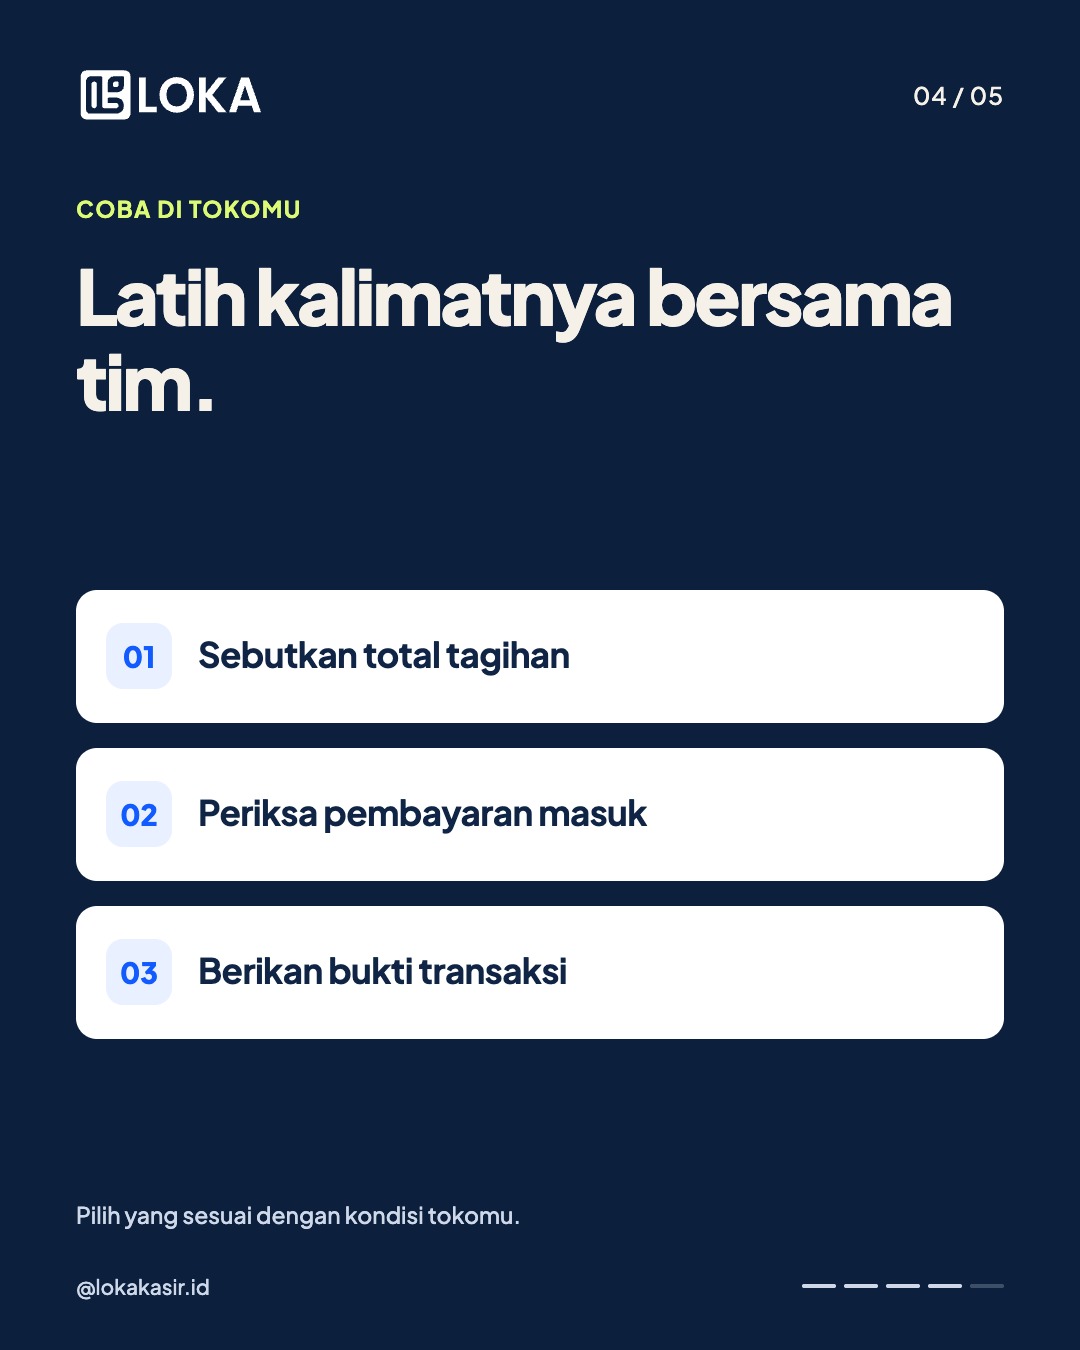 LOKA
04 / 05
COBA DI TOKOMU
Latih kalimatnya bersama
tim.
01 Sebutkan total tagihan
02 Periksa pembayaran masuk
03 Berikan bukti transaksi
Pilih yang sesuai dengan kondisi tokomu.
@lokakasir.id